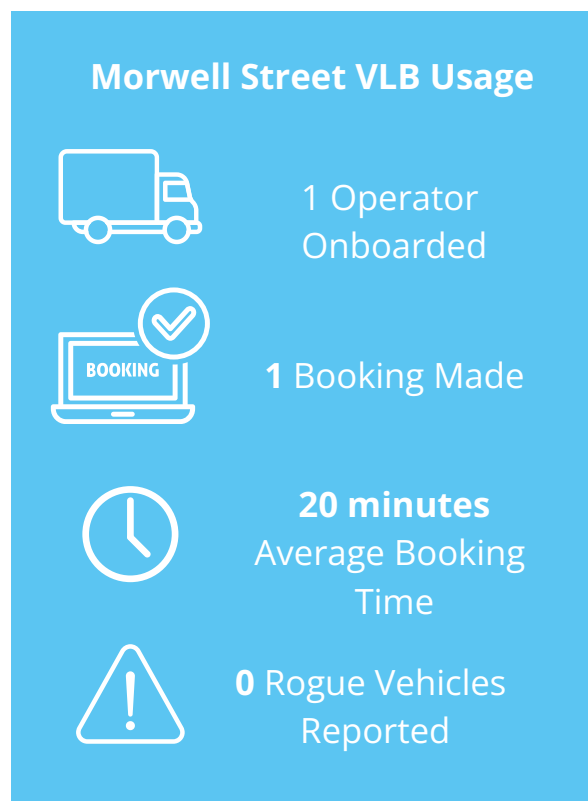 Morwell Street VLB Usage
1 Operator
Onboarded
BOOKING
1 Booking Made
20 minutes
Average Booking
Time
0 Rogue Vehicles
Reported